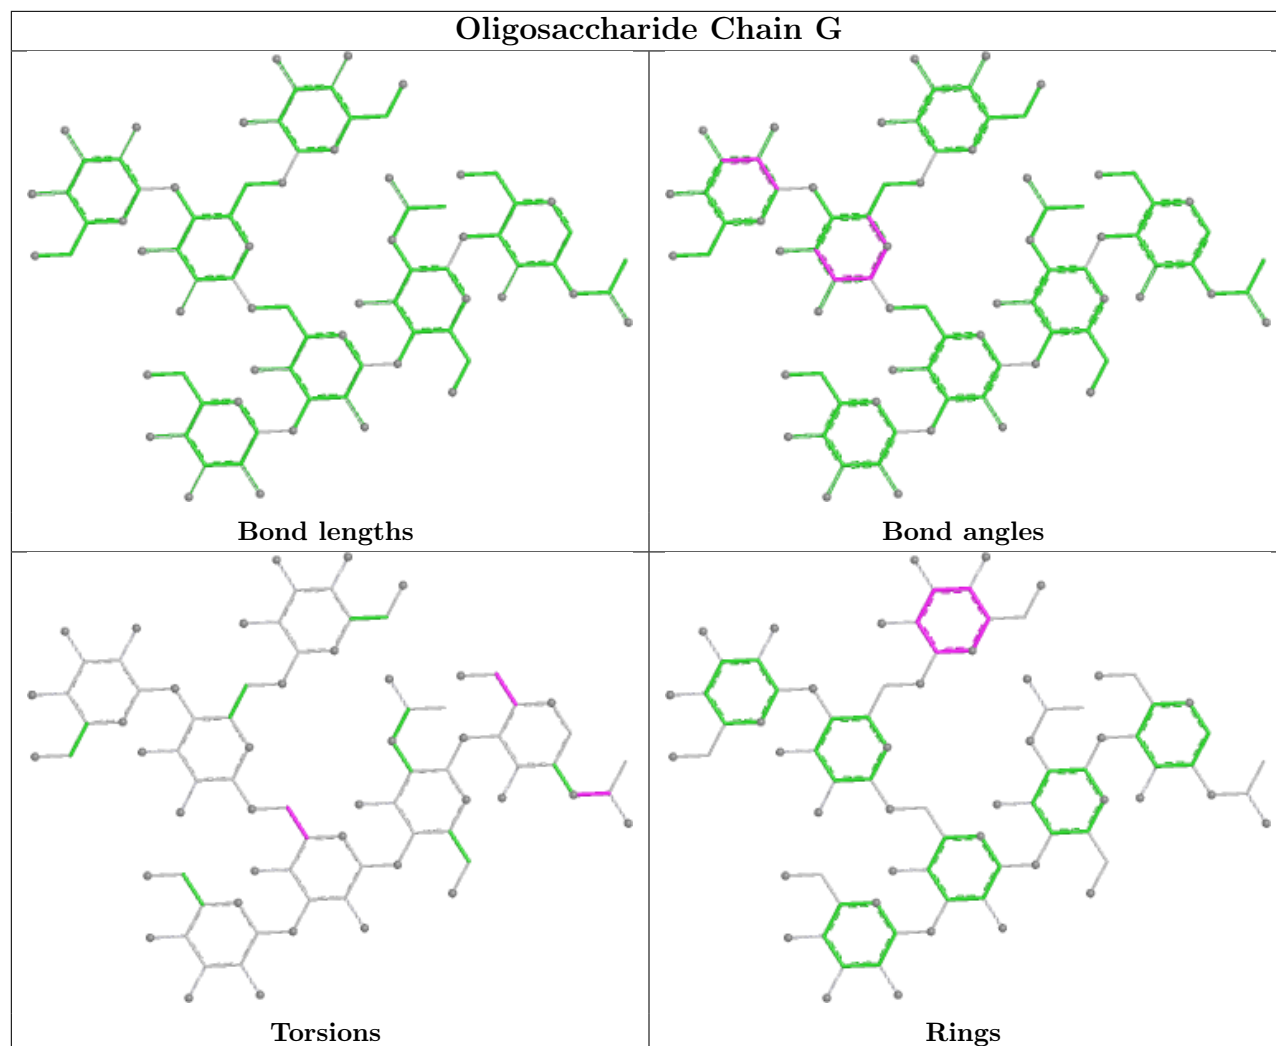 Oligosaccharide Chain G
Bond lengths
Bond angles
Torsions
Rings